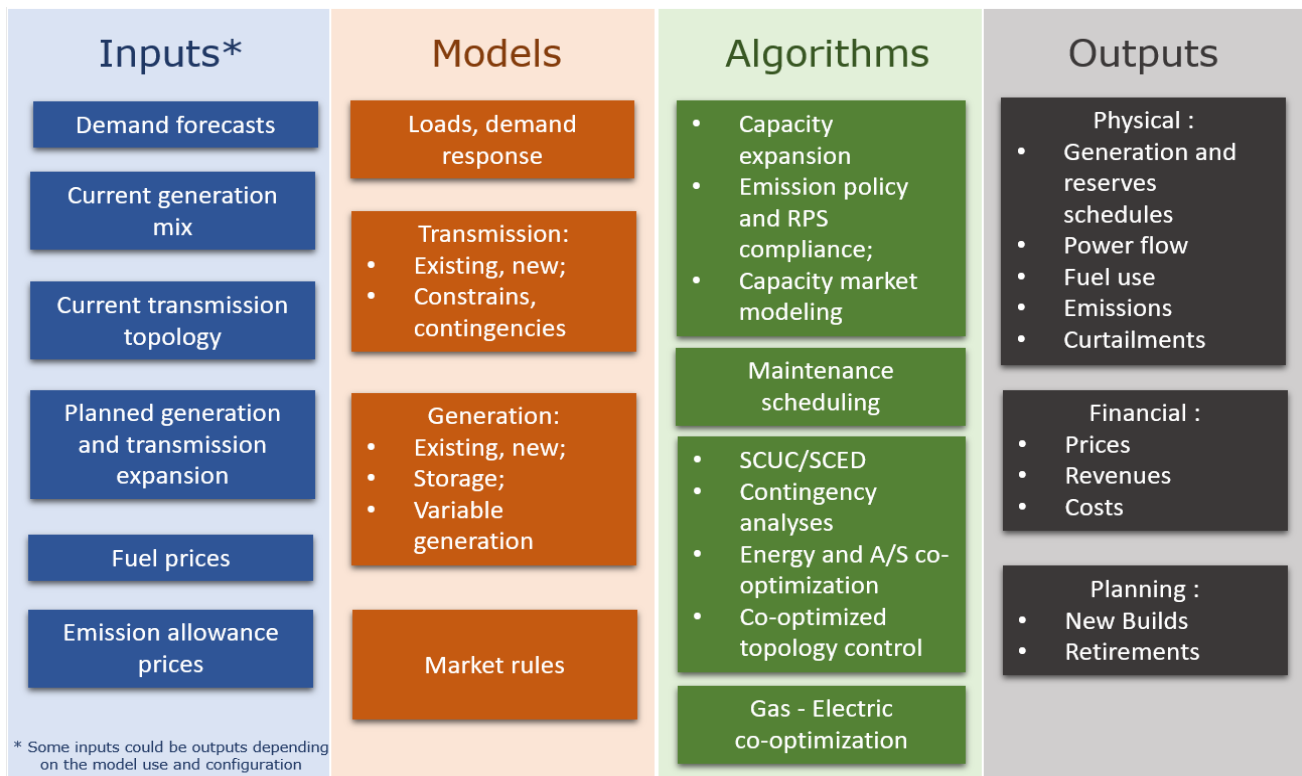 Inputs*
Demand forecasts
Current generation
mix
Current transmission
topology
Planned generation
and transmission
expansion
Fuel prices
Emission allowance
prices
* Some inputs could be outputs depending
on the model use and configuration
Models
Loads, demand
response
Transmission:
• Existing, new;
• Constrains,
contingencies
Generation:
• Existing, new;
• Storage;
• Variable
generation
Market rules
Algorithms
• Capacity
expansion
• Emission policy
and RPS
compliance;
• Capacity market
modeling
Maintenance
scheduling
• SCUC/SCED
• Contingency
analyses
• Energy and A/S co-
optimization
• Co-optimized
topology control
Gas - Electric
co-optimization
Outputs
Physical :
• Generation and
reserves
schedules
• Power flow
• Fuel use
• Emissions
• Curtailments
Financial :
• Prices
• Revenues
• Costs
Planning :
• New Builds
• Retirements